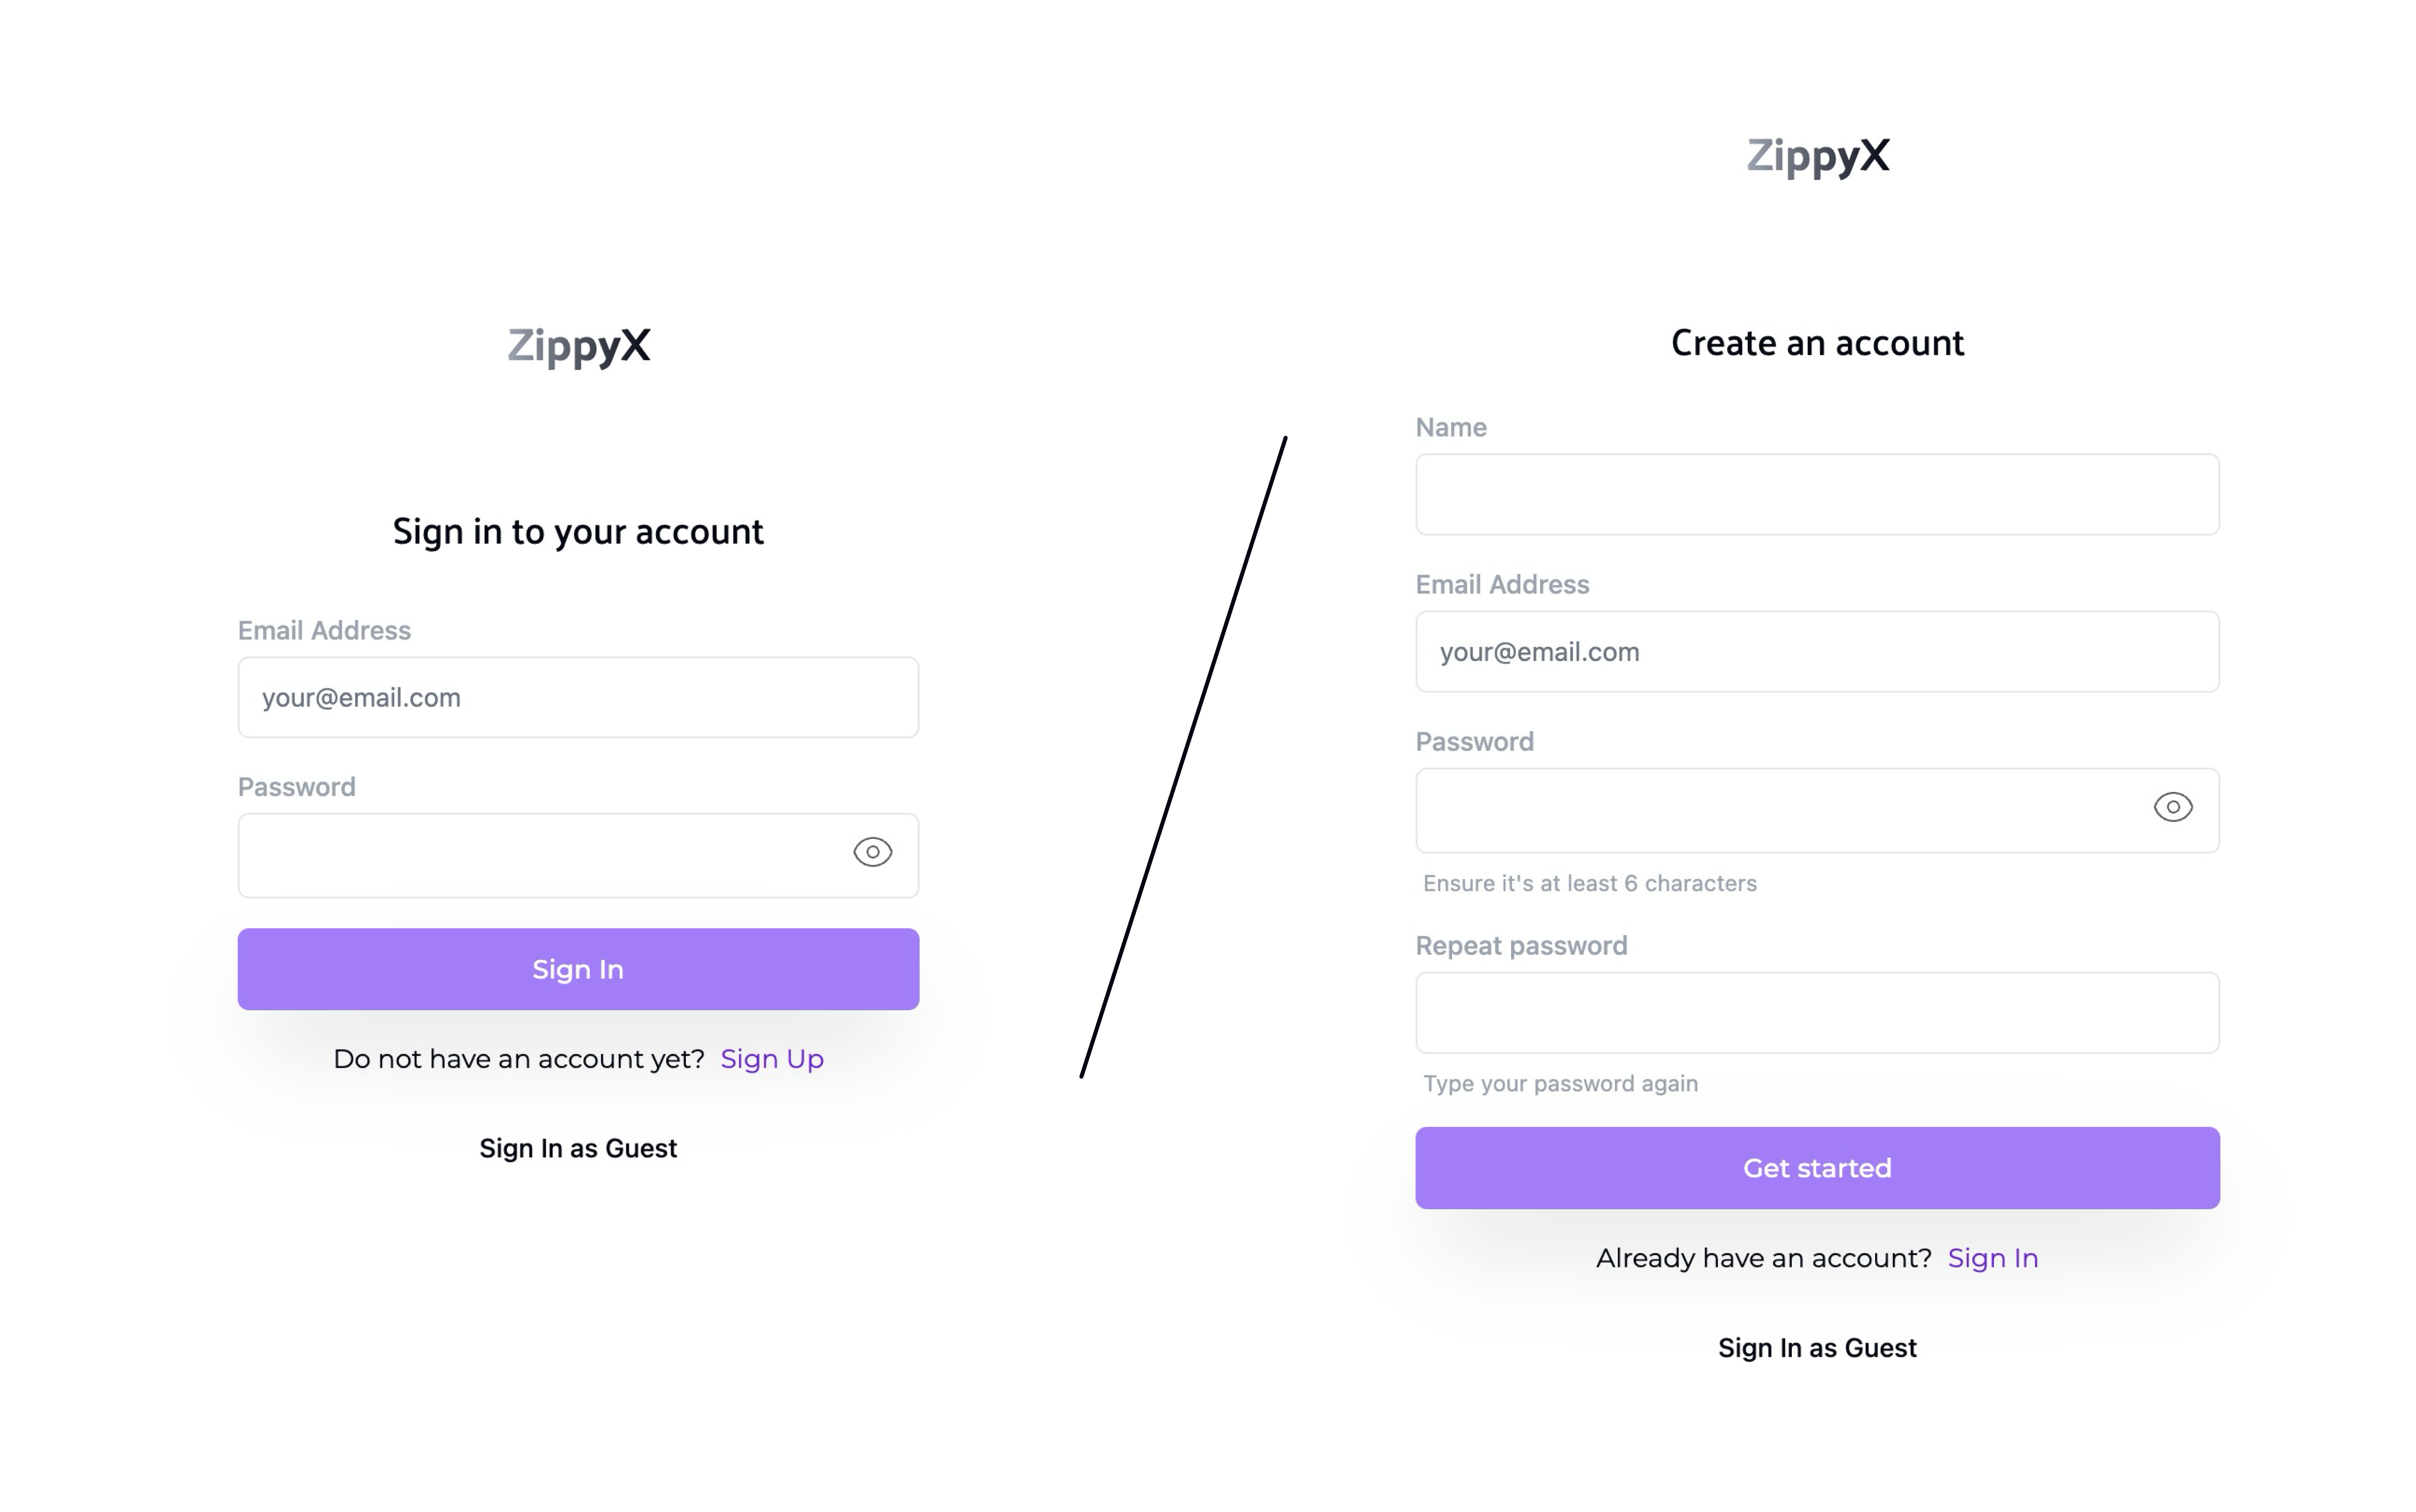 ZippyX
Sign in to your account
Email Address
your@email.com
Password
Sign In
Do not have an account yet? Sign Up
Sign In as Guest
ZippyX
Create an account
Name
Email Address
your@email.com
Password
Ensure it's at least 6 characters
Repeat password
Type your password again
Get started
Already have an account? Sign In
Sign In as Guest